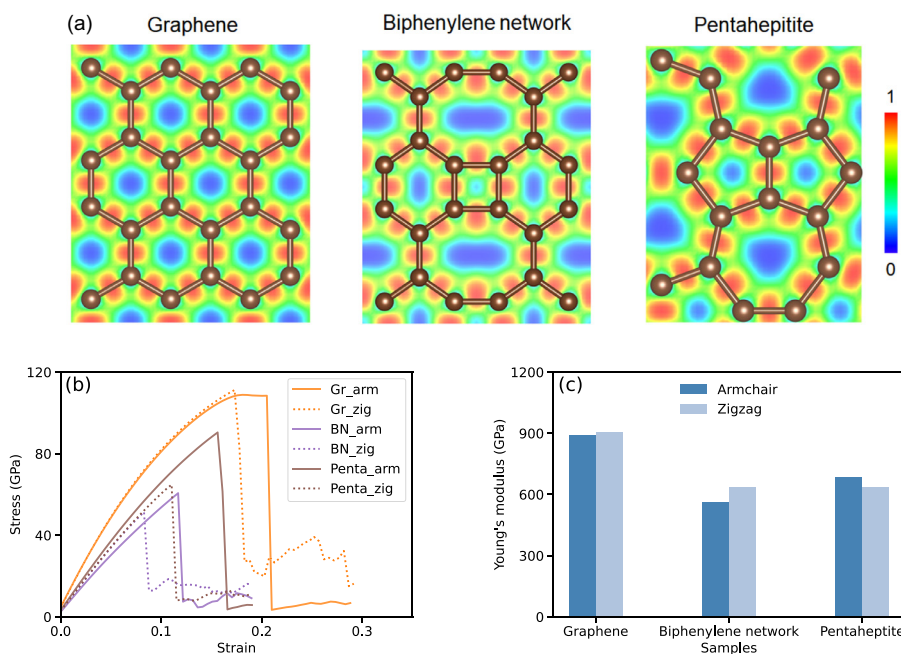 (a)
Graphene
Biphenylene network
Pentahepitite
1
0
(b)
120
80
40
0
0.0
0.1
0.2
0.3
Stress (GPa)
Strain
Gr_arm
Gr_zig
BN_arm
BN_zig
Penta_arm
Penta_zig
(c)
1200
900
600
300
0
Young's modulus (GPa)
Armchair
Zigzag
Graphene
Biphenylene network
Pentaheptite
Samples